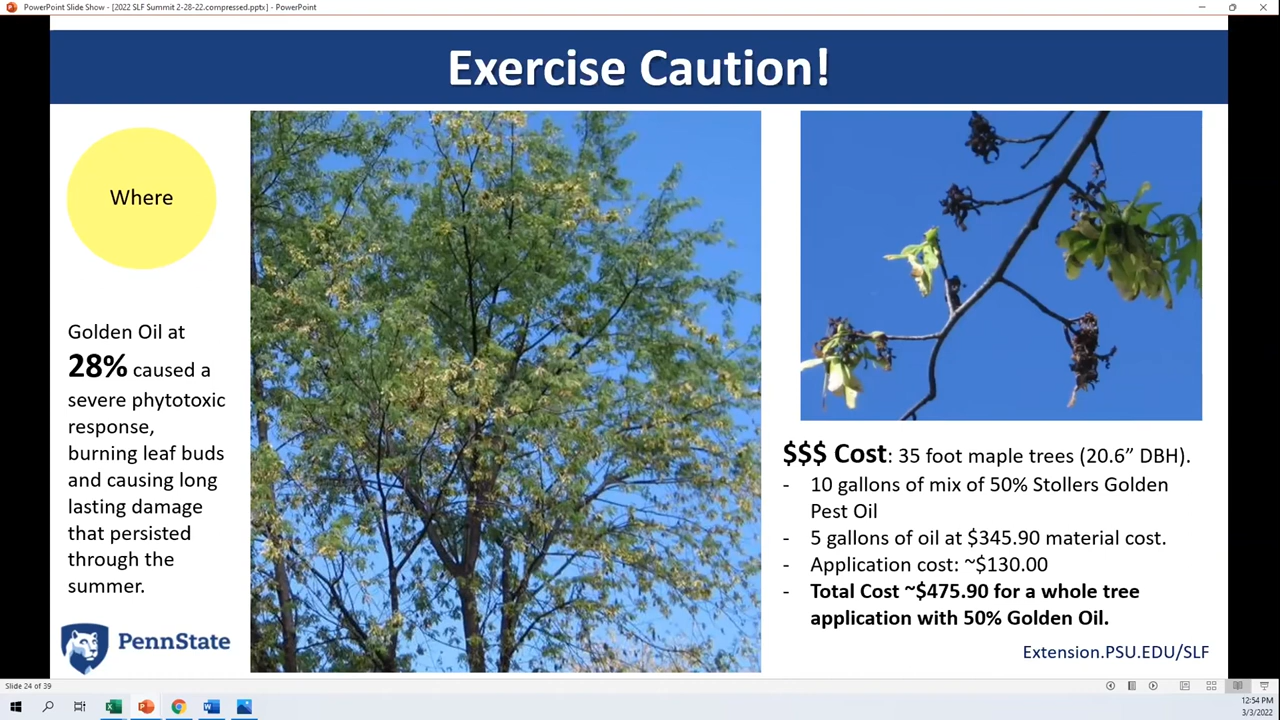 PowerPoint Slide Show - [2022 SLF Summit 2-28-22.compressed.pptx] - PowerPoint
Exercise Caution!
Where
Golden Oil at
28% caused a
severe phytotoxic
response,
burning leaf buds
and causing long
lasting damage
that persisted
through the
summer.
PennState
$$$ Cost: 35 foot maple trees (20.6” DBH).
- 10 gallons of mix of 50% Stollers Golden
Pest Oil
- 5 gallons of oil at $345.90 material cost.
- Application cost: ~$130.00
- Total Cost ~$475.90 for a whole tree
application with 50% Golden Oil.
Extension.PSU.EDU/SLF
Slide 24 of 39
12:54 PM
3/3/2022